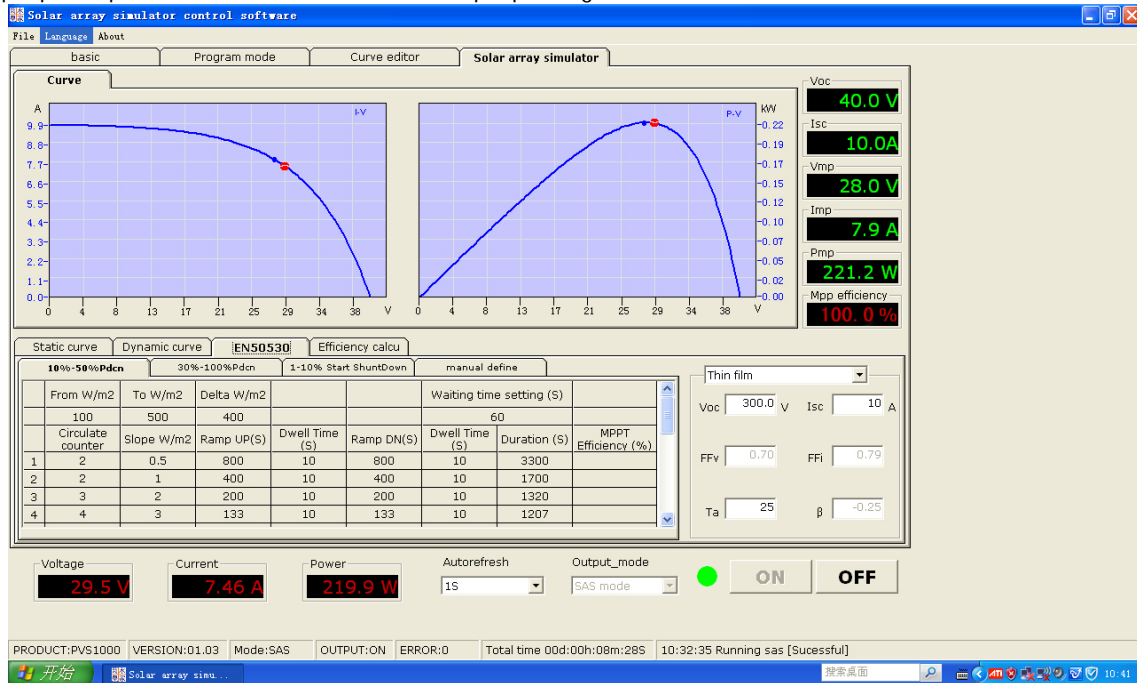 Solar array simulator control software
File Language About
basic Program mode Curve editor Solar array simulator
Curve
A I-V P-V kW
9.9 8.8 7.7 6.6 5.5 4.4 3.3 2.2 1.1 0.0
0 4 8 13 17 21 25 29 34 38 V
0.22 0.19 0.17 0.15 0.12 0.10 0.07 0.05 0.02 0.00
0 4 8 13 17 21 25 29 34 38 V
Voc
40.0 V
Isc
10.0A
Vmp
28.0 V
Imp
7.9 A
Pmp
221.2 W
Mpp efficiency
100.0 %
Static curve Dynamic curve EN50530 Efficiency calcu
10%-50%Pdcn 30%-100%Pdcn 1-10% Start ShuntDown manual define
From W/m2 To W/m2 Delta W/m2 Waiting time setting (S)
100 500 400 60
Circulate counter Slope W/m2 Ramp UP(S) Dwell Time (S) Ramp DN(S) Dwell Time (S) Duration (S) MPPT Efficiency (%)
1 2 0.5 800 10 800 10 3300
2 2 1 400 10 400 10 1700
3 3 2 200 10 200 10 1320
4 4 3 133 10 133 10 1207
Thin film
Voc 300.0 V Isc 10 A
FFv 0.70 FFi 0.79
Ta 25 β -0.25
Voltage Current Power Autorefresh Output_mode
29.5 V 7.46 A 219.9 W 1S SAS mode ON OFF
PRODUCT:PVS1000 VERSION:01.03 Mode:SAS OUTPUT:ON ERROR:0 Total time 00d:00h:08m:28S 10:32:35 Running sas [Sucessful]
开始 Solar array simu... 搜索桌面 10:41